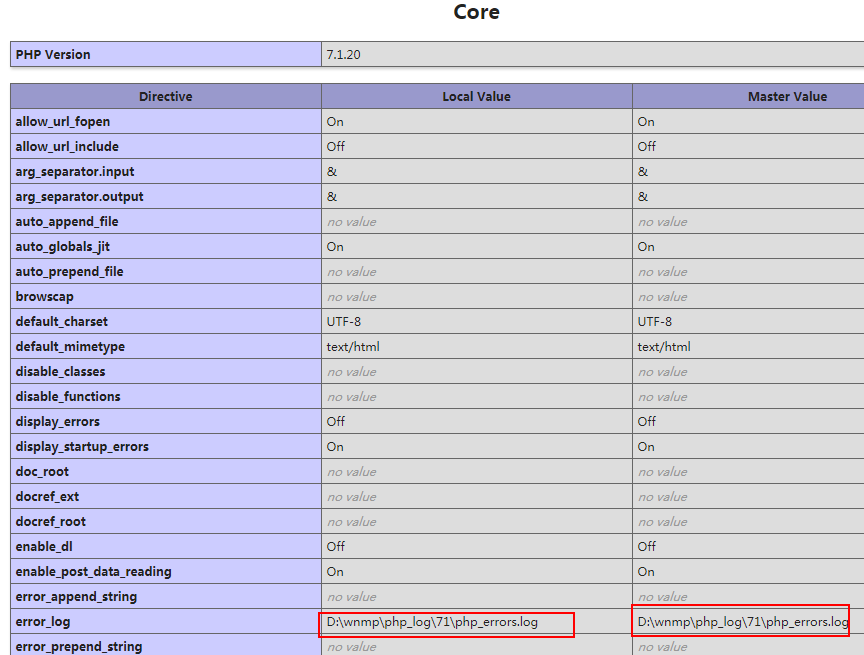 Core
PHP Version 7.1.20
Directive Local Value Master Value
allow_url_fopen On On
allow_url_include Off Off
arg_separator.input & &
arg_separator.output & &
auto_append_file no value no value
auto_globals_jit On On
auto_prepend_file no value no value
browscap no value no value
default_charset UTF-8 UTF-8
default_mimetype text/html text/html
disable_classes no value no value
disable_functions no value no value
display_errors Off Off
display_startup_errors On On
doc_root no value no value
docref_ext no value no value
docref_root no value no value
enable_dl Off Off
enable_post_data_reading On On
error_append_string no value no value
error_log D:\wnmp\php_log\71\php_errors.log D:\wnmp\php_log\71\php_errors.log
error_prepend_string no value no value